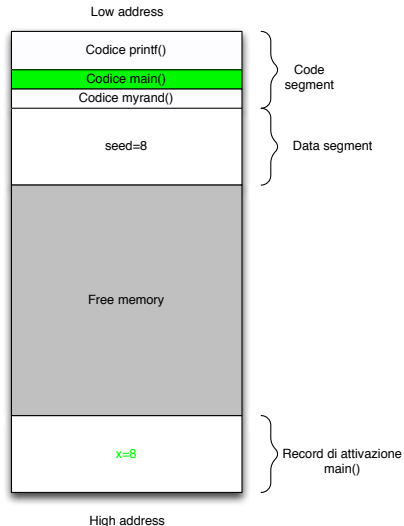 Low address
Codice printf()
Codice main()
Codice myrand()
Code
segment
seed=8
Data segment
Free memory
x=8
Record di attivazione
main()
High address